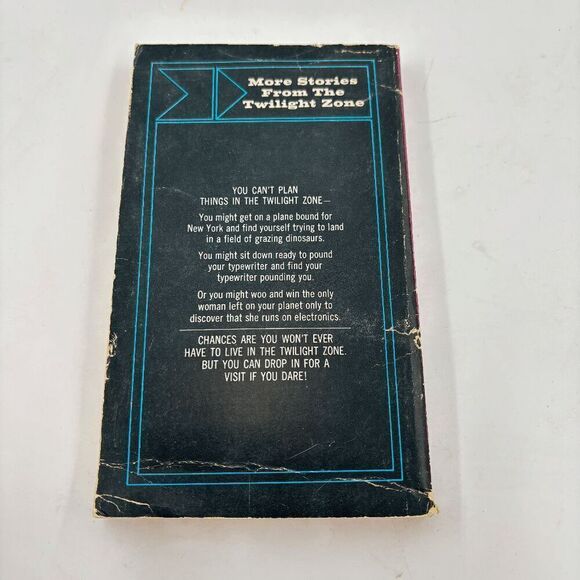 More Stories
From The
Twilight Zone
YOU CAN'T PLAN
THINGS IN THE TWILIGHT ZONE—
You might get on a plane bound for
New York and find yourself trying to land
in a field of grazing dinosaurs.
You might sit down ready to pound
your typewriter and find your
typewriter pounding you.
Or you might woo and win the only
woman left on your planet only to
discover that she runs on electronics.
CHANCES ARE YOU WON'T EVER
HAVE TO LIVE IN THE TWILIGHT ZONE.
BUT YOU CAN DROP IN FOR A
VISIT IF YOU DARE!